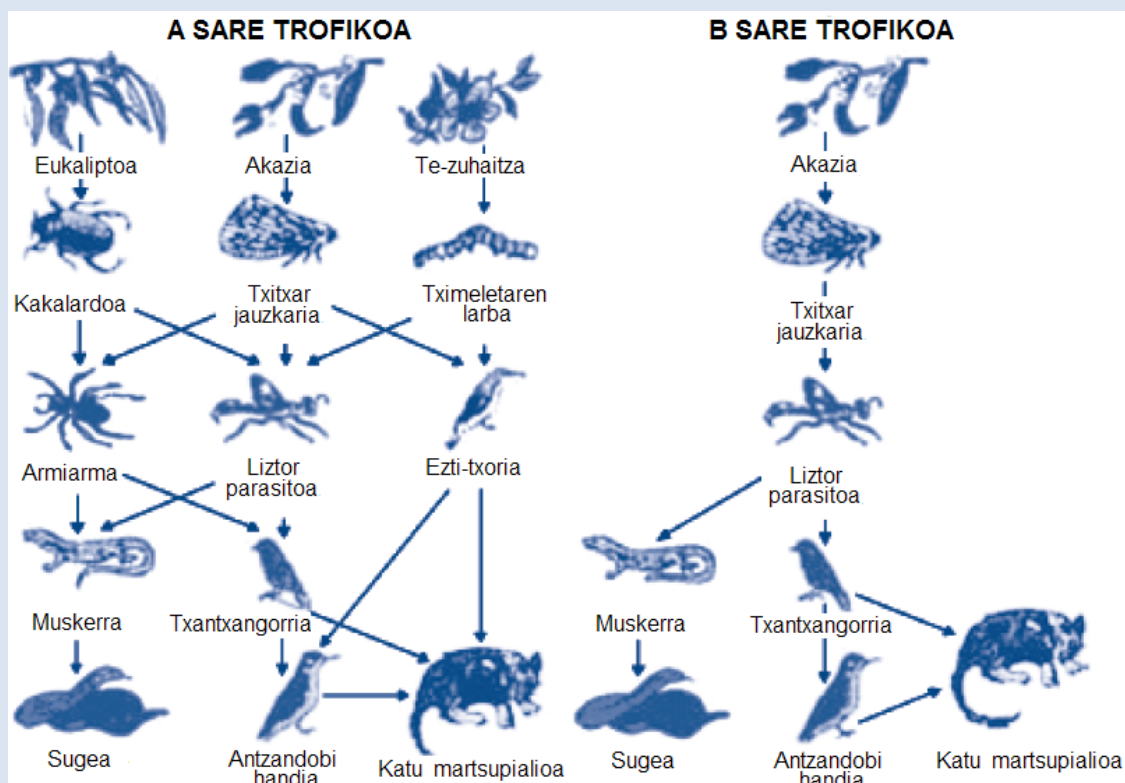 A SARE TROFIKOA
B SARE TROFIKOA
Eukaliptoa
Akazia
Te-zuhaitza
Kakalardoa
Txitxar
jauzkaria
Tximeletaren
larba
Armiarma
Liztor
parasitoa
Ezti-txoria
Muskerra
Txantxangorria
Sugea
Antzandobi
handia
Katu martsupialioa
Akazia
Txitxar
jauzkaria
Liztor
parasitoa
Muskerra
Txantxangorria
Sugea
Antzandobi
handia
Katu martsupialioa